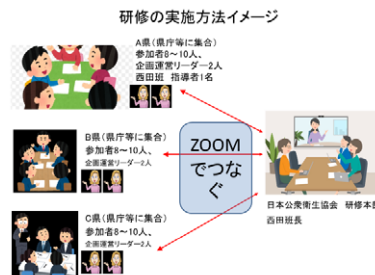 研修の実施方法イメージ
A県（県庁等に集合）
参加者8～10人、
企画運営リーダー2人
西田班 指導者1名
B県（県庁等に集合）
参加者8～10人、
企画運営リーダー2人
C県（県庁等に集合）
参加者8～10人、
企画運営リーダー2人
ZOOM
でつな
ぐ
日本公衆衛生協会 研修本部
西田班長